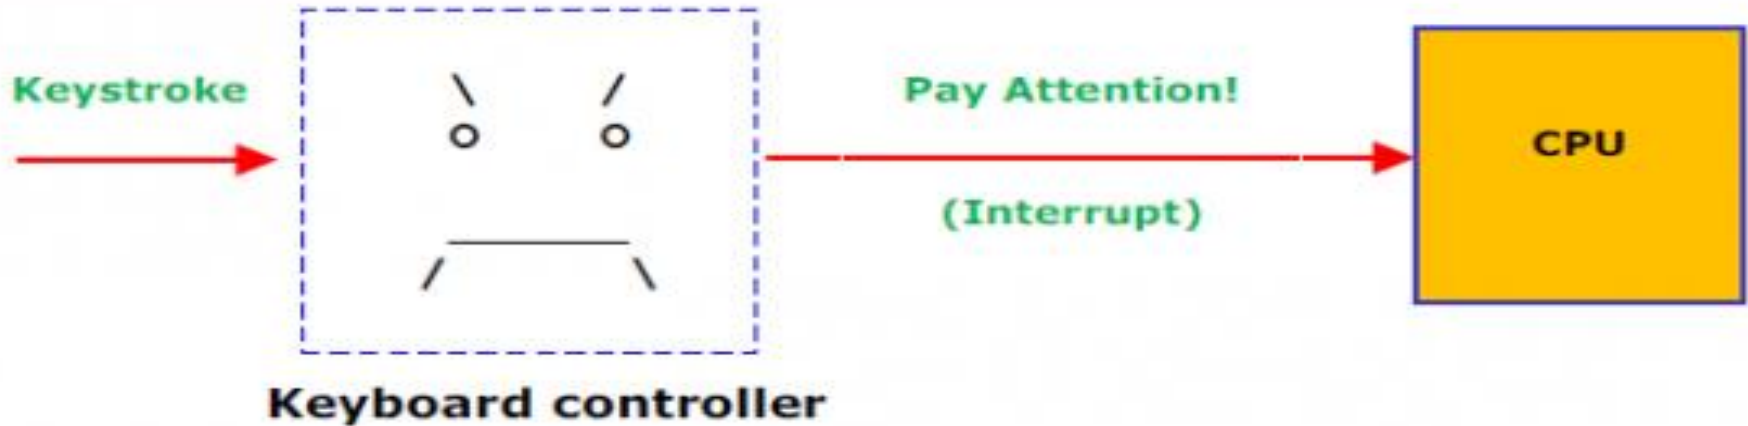 Keystroke
Pay Attention!
(Interrupt)
CPU
Keyboard controller